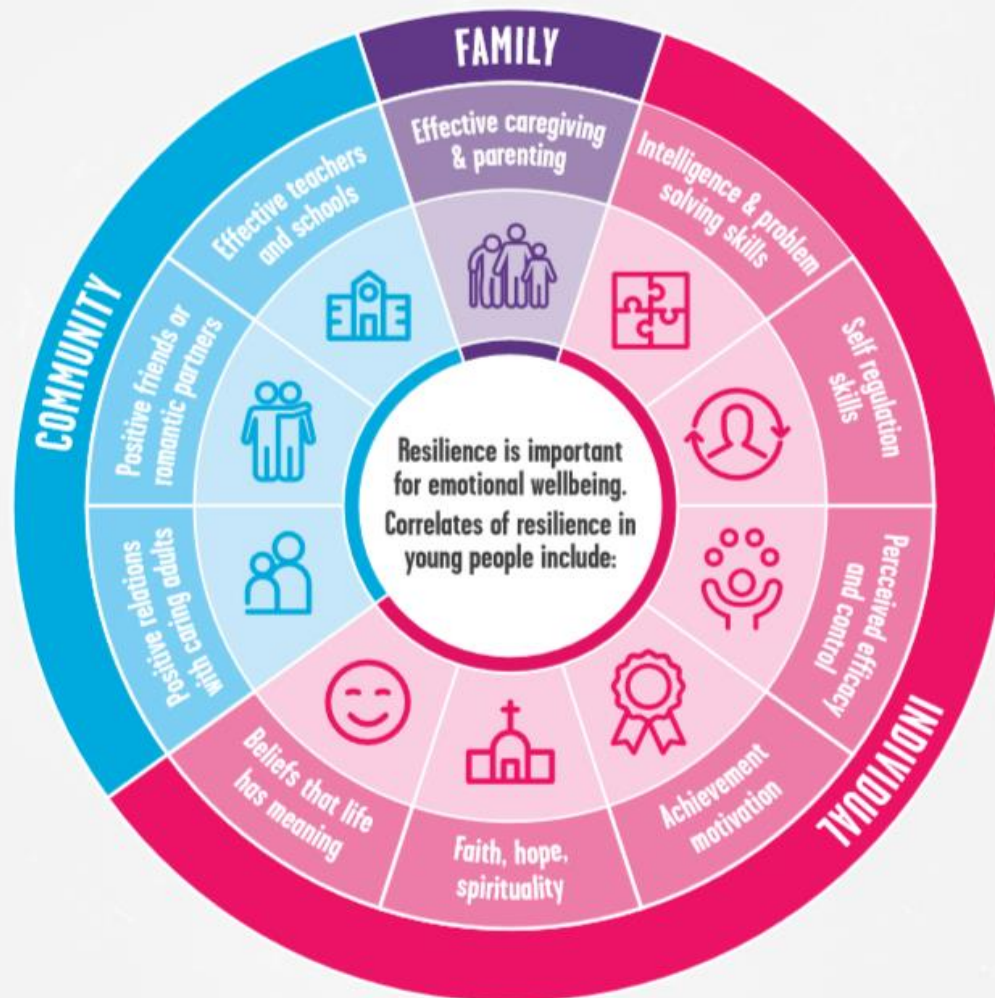 FAMILY
Effective caregiving
& parenting
Intelligence & problem
solving skills
Self regulation
skills
Percceived efficacy
and control
INDIVIDUAL
Achievement
motivation
Faith, hope,
spirituality
Beliefs that life
has meaning
Positive relations
with caring adults
COMMUNITY
Positive friends or
romantic partners
Effective teachers
and schools
Resilience is important
for emotional wellbeing.
Correlates of resilience in
young people include: